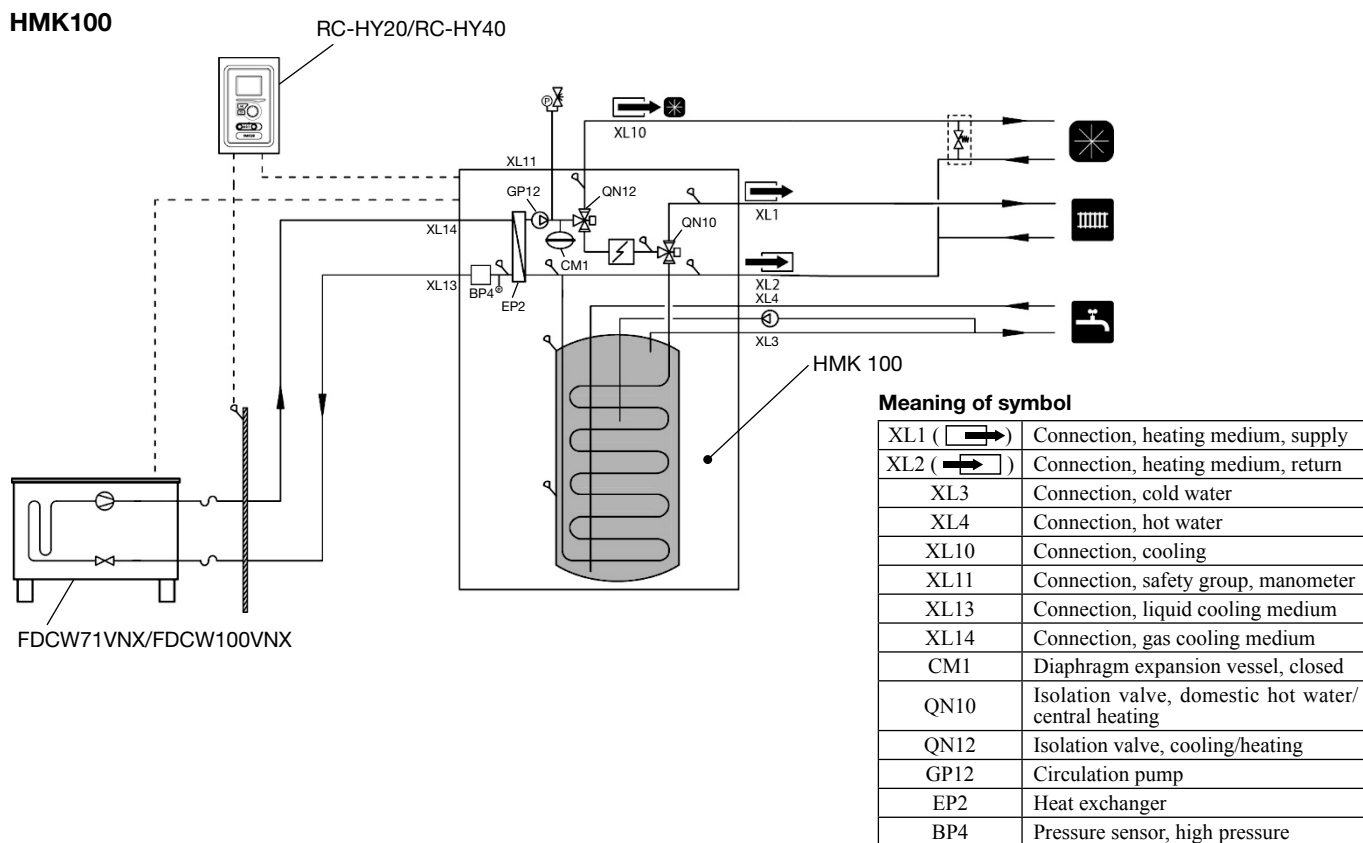 HMK100
RC-HY20/RC-HY40
P
XL10
XL11
GP12
QN12
XL14
XL1
QN10
CM1
XL13
BP4
EP2
XL2
XL4
XL3
HMK 100
FDCW71VNX/FDCW100VNX
Meaning of symbol
XL1 ( ) Connection, heating medium, supply
XL2 ( ) Connection, heating medium, return
XL3 Connection, cold water
XL4 Connection, hot water
XL10 Connection, cooling
XL11 Connection, safety group, manometer
XL13 Connection, liquid cooling medium
XL14 Connection, gas cooling medium
CM1 Diaphragm expansion vessel, closed
QN10 Isolation valve, domestic hot water/
central heating
QN12 Isolation valve, cooling/heating
GP12 Circulation pump
EP2 Heat exchanger
BP4 Pressure sensor, high pressure